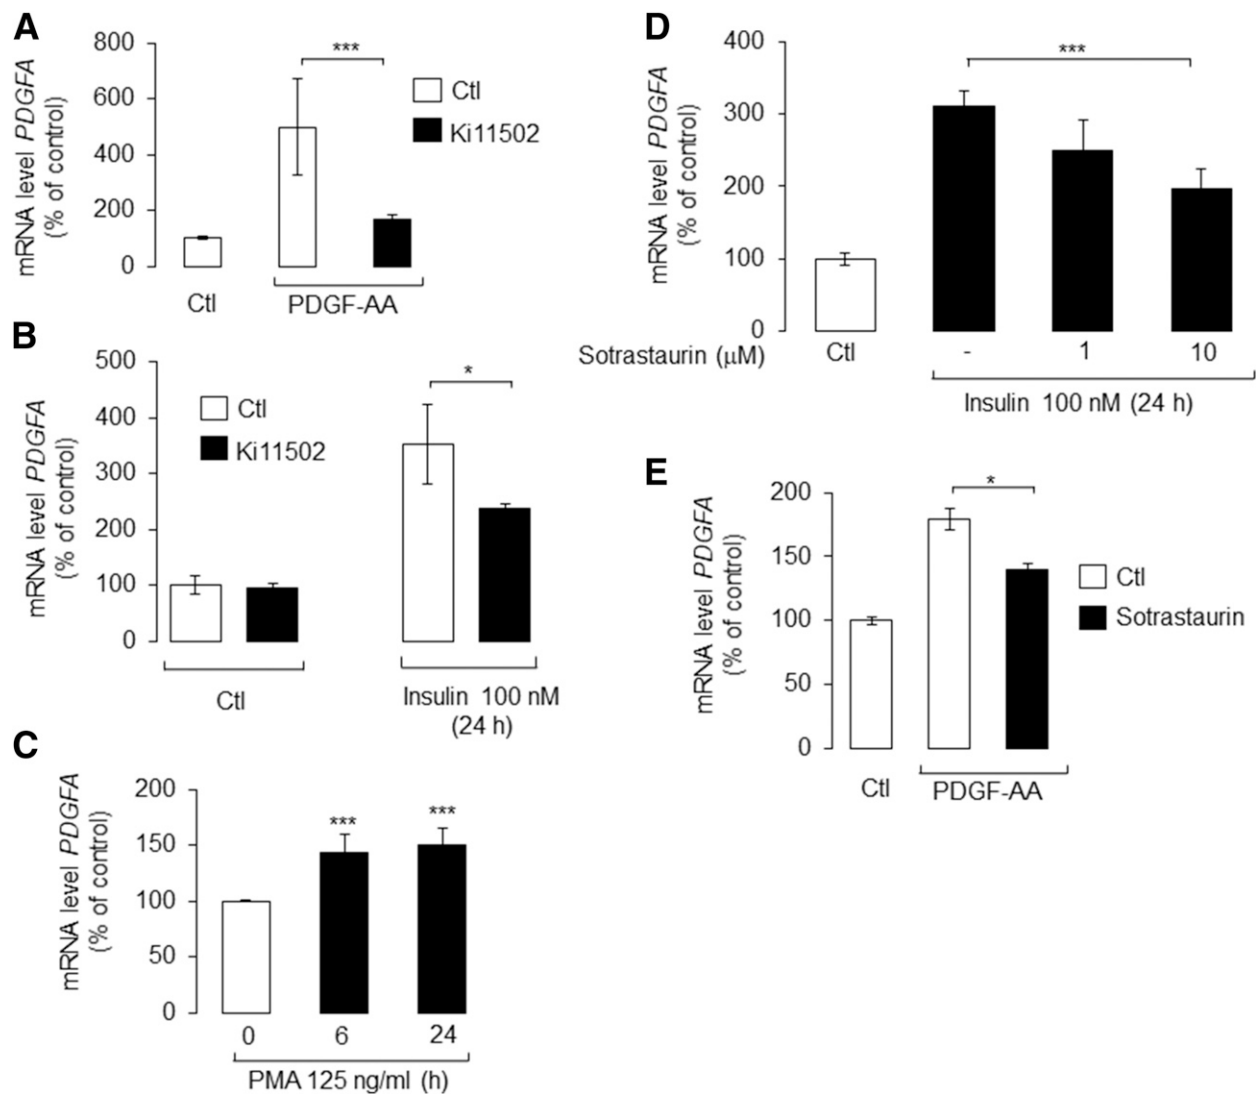 A
mRNA level PDGFA
(% of control)
800
600
400
200
0
***
Ctl
Ki11502
Ctl
PDGF-AA
B
mRNA level PDGFA
(% of control)
500
400
300
200
100
0
Ctl
Ki11502
*
Ctl
Insulin 100 nM
(24 h)
C
mRNA level PDGFA
(% of control)
200
150
100
50
0
***
***
0 6 24
PMA 125 ng/ml (h)
D
mRNA level PDGFA
(% of control)
400
300
200
100
0
***
Sotrastaurin (µM) Ctl - 1 10
Insulin 100 nM (24 h)
E
mRNA level PDGFA
(% of control)
200
150
100
50
0
*
Ctl
Sotrastaurin
Ctl
PDGF-AA